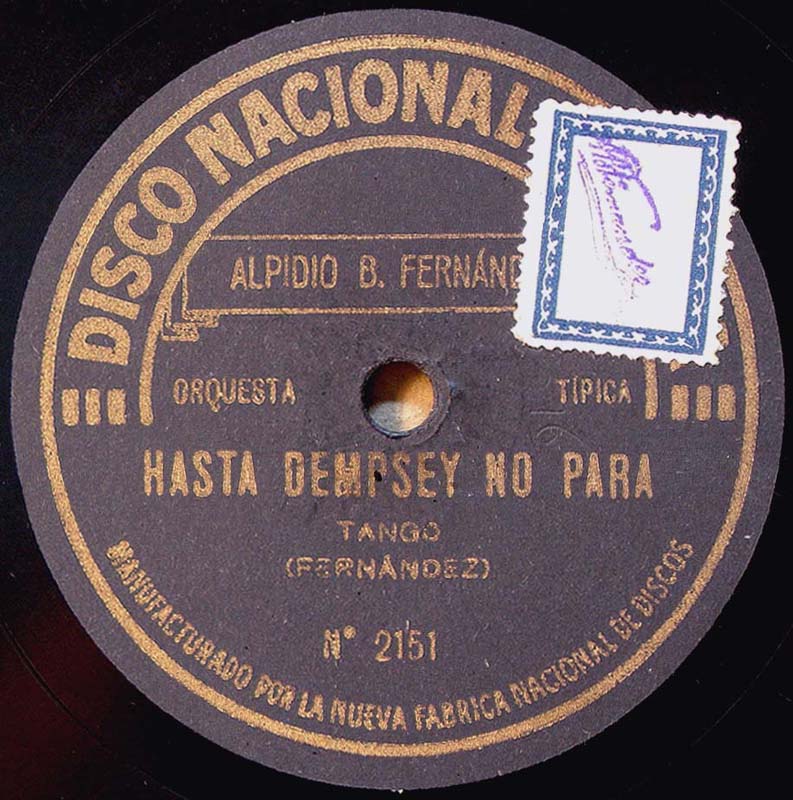 DISCO NACIONAL
ALPIDIO B. FERNÁND
ORQUESTA TÍPICA
HASTA DEMPSEY NO PARA
TANGO
(FERNÁNDEZ)
Nº 2151
MANUFACTURADO POR LA NUEVA FABRICA NACIONAL DE DISCOS